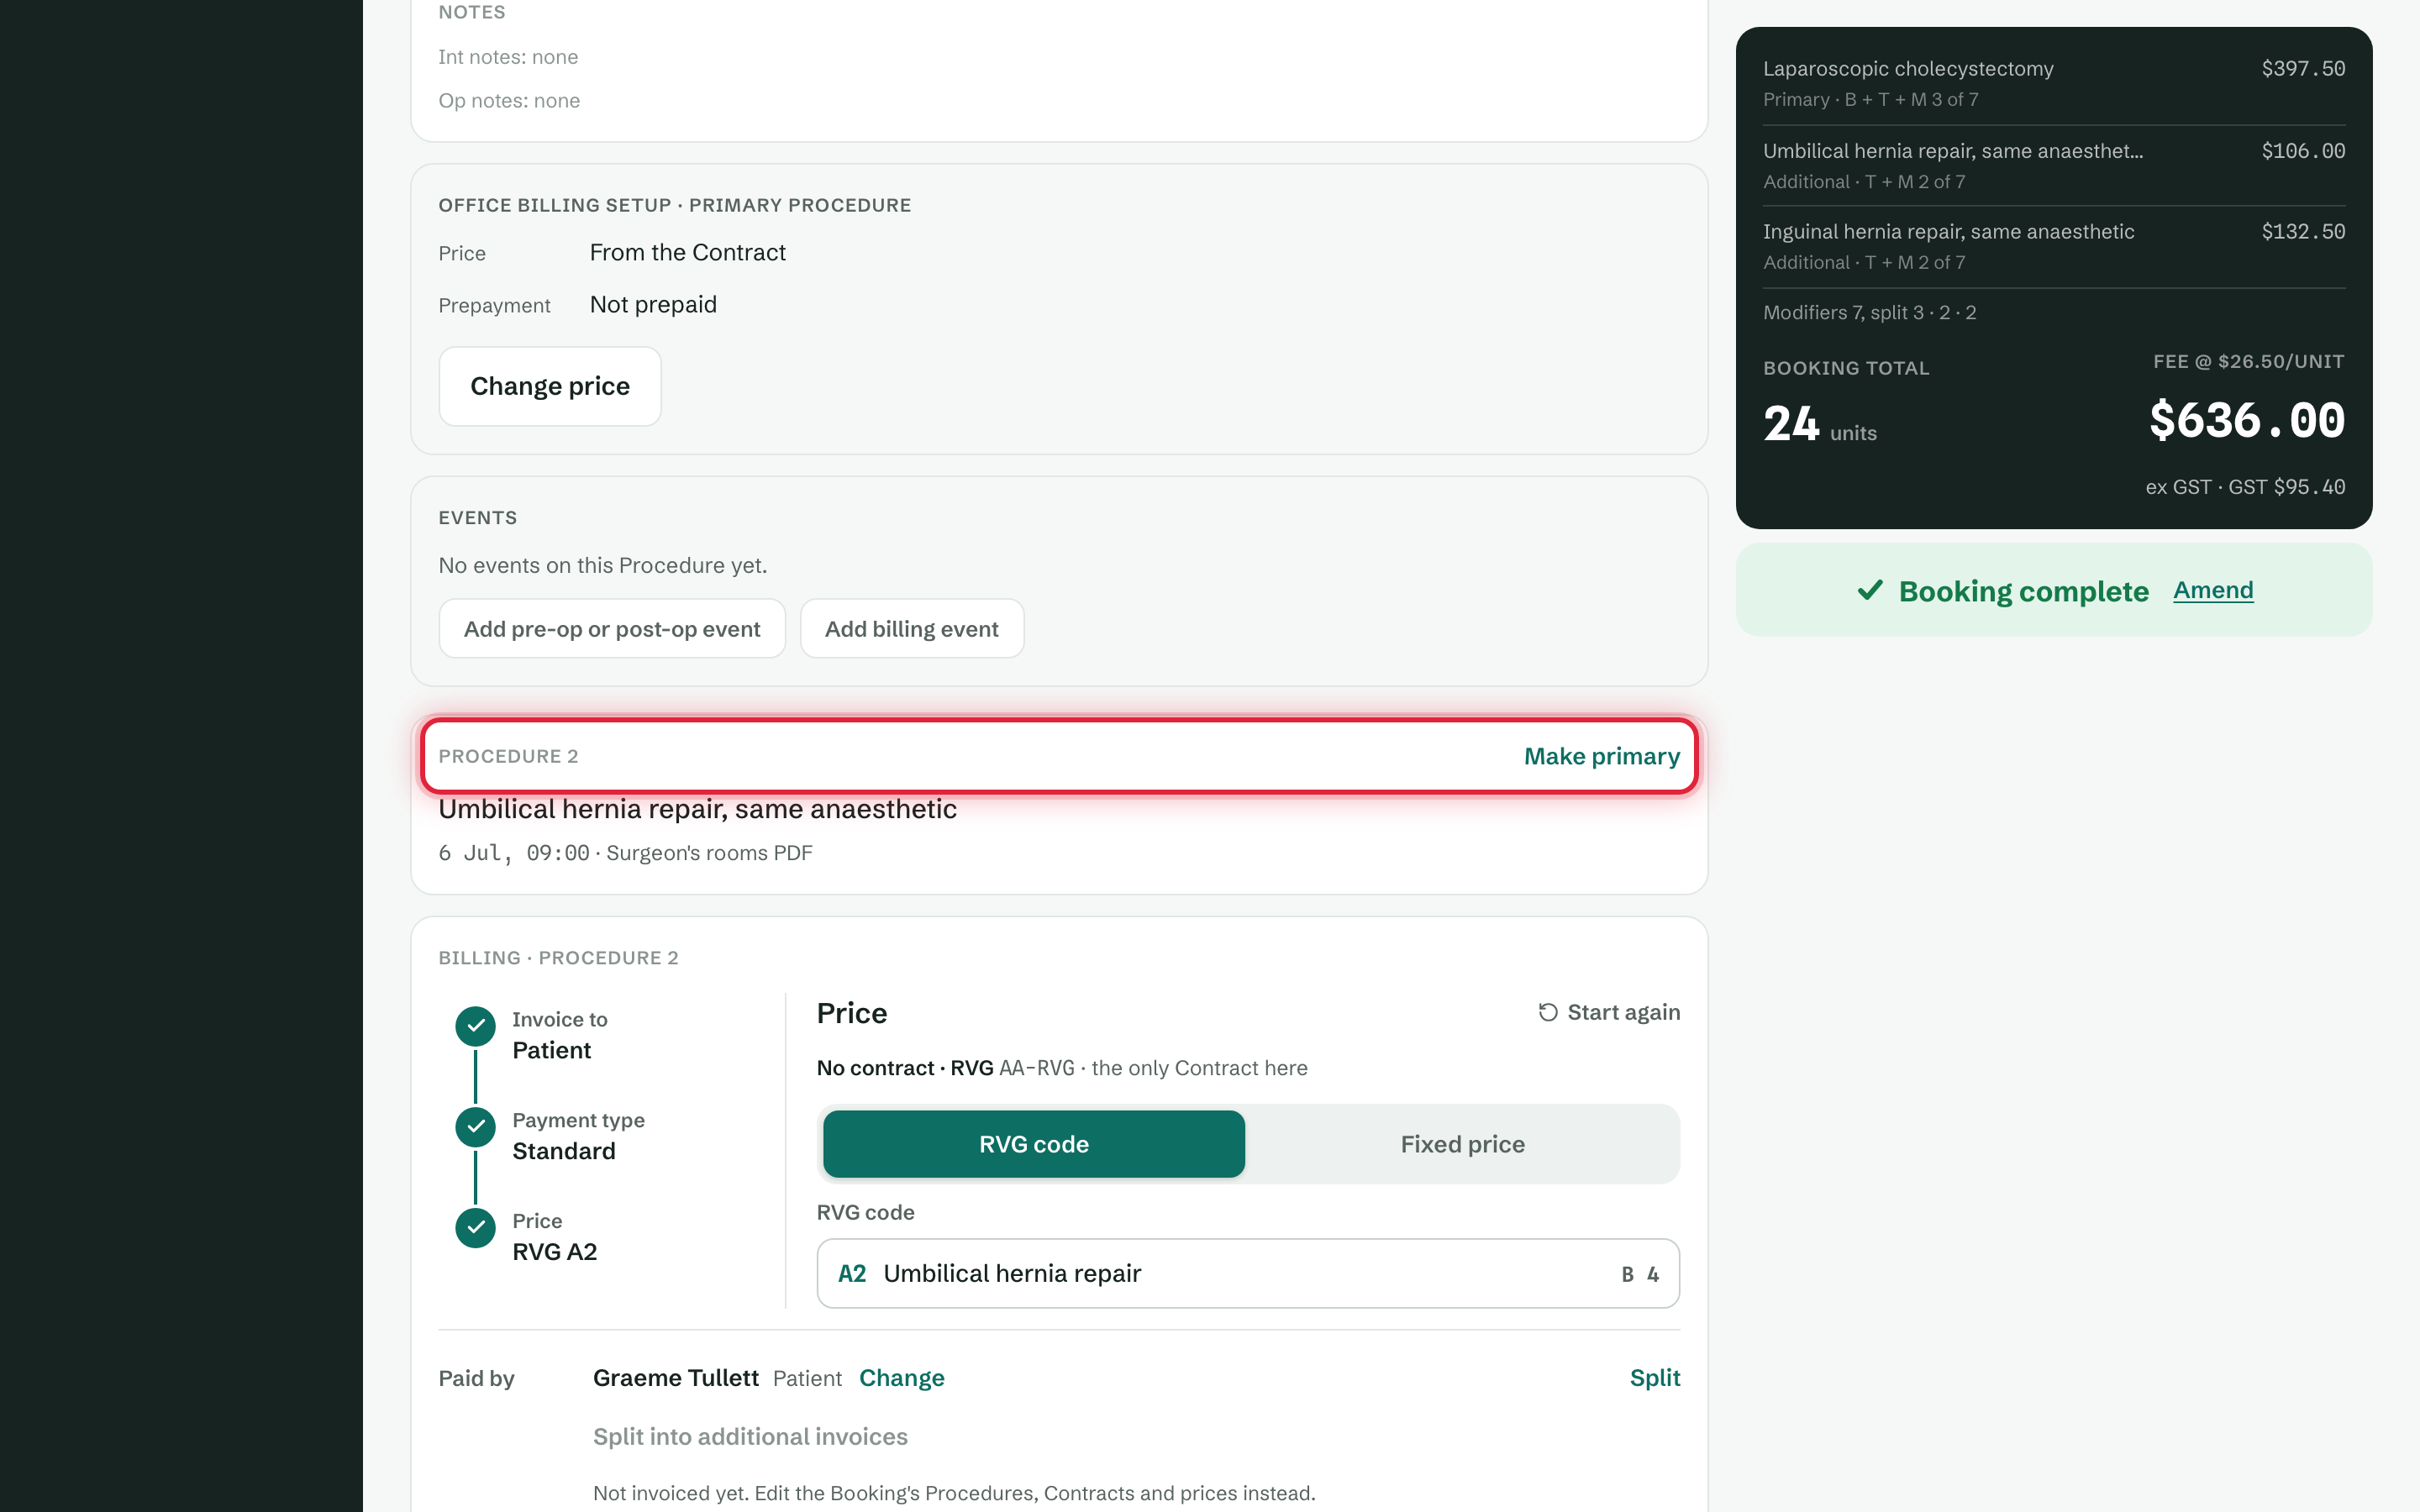 NOTES
Int notes: none
Op notes: none
OFFICE BILLING SETUP · PRIMARY PROCEDURE
Price From the Contract
Prepayment Not prepaid
Change price
EVENTS
No events on this Procedure yet.
Add pre-op or post-op event Add billing event
PROCEDURE 2 Make primary
Umbilical hernia repair, same anaesthetic
6 Jul, 09:00 · Surgeon's rooms PDF
BILLING · PROCEDURE 2
Invoice to
Patient
Payment type
Standard
Price
RVG A2
Price Start again
No contract · RVG AA-RVG · the only Contract here
RVG code Fixed price
RVG code
A2 Umbilical hernia repair B 4
Paid by Graeme Tullett Patient Change Split
Split into additional invoices
Not invoiced yet. Edit the Booking's Procedures, Contracts and prices instead.
Laparoscopic cholecystectomy $397.50
Primary · B + T + M 3 of 7
Umbilical hernia repair, same anaesthet… $106.00
Additional · T + M 2 of 7
Inguinal hernia repair, same anaesthetic $132.50
Additional · T + M 2 of 7
Modifiers 7, split 3 · 2 · 2
BOOKING TOTAL FEE @ $26.50/UNIT
24 units $636.00
ex GST · GST $95.40
Booking complete Amend